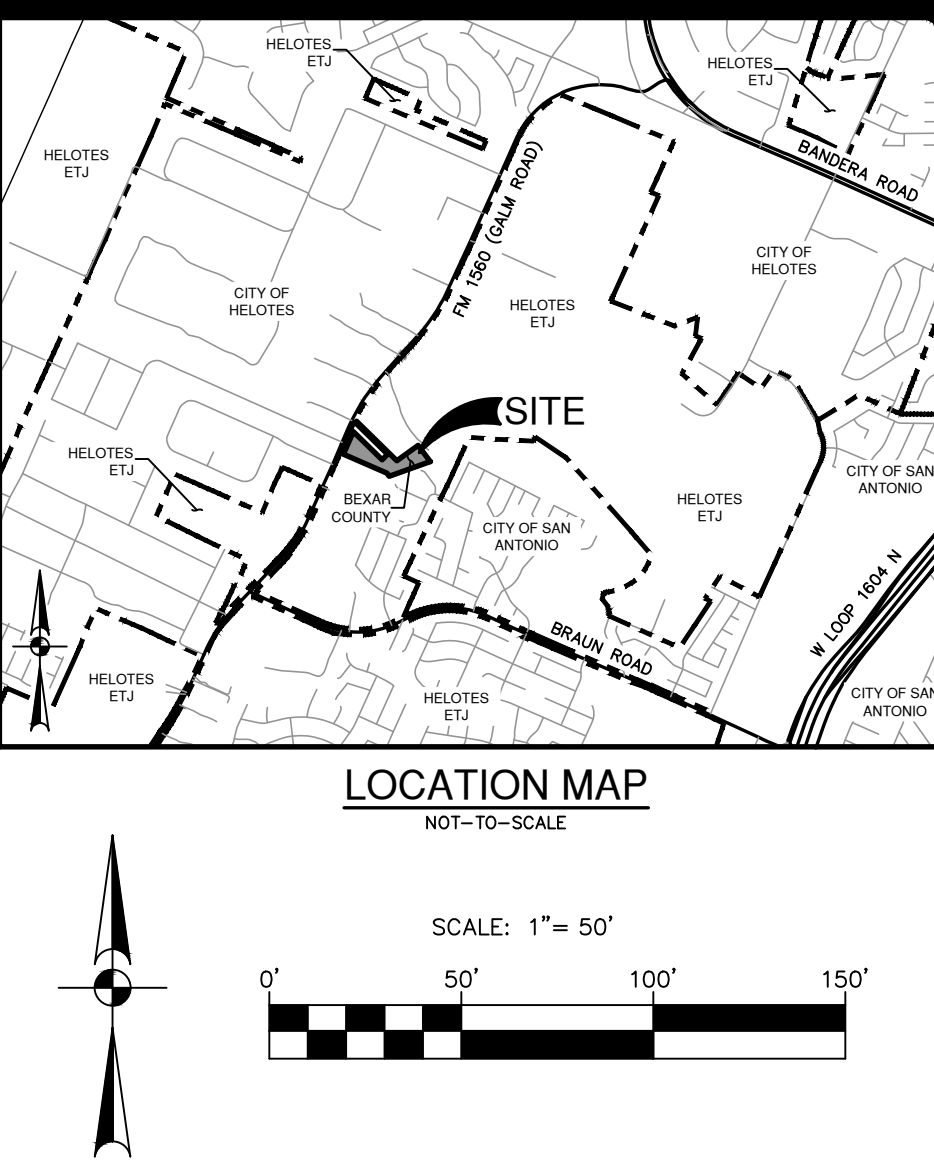 HELOTES
ETJ
HELOTES
ETJ
BANDERA ROAD
HELOTES
ETJ
FM 1560 (GALM ROAD)
CITY OF
HELOTES
CITY OF
HELOTES
HELOTES
ETJ
SITE
HELOTES
ETJ
CITY OF SAN
ANTONIO
BEXAR
COUNTY
HELOTES
ETJ
CITY OF SAN
ANTONIO
W LOOP 1604 N
BRAUN ROAD
HELOTES
ETJ
HELOTES
ETJ
CITY OF SAN
ANTONIO
LOCATION MAP
NOT-TO-SCALE
SCALE: 1"= 50'
0' 50' 100' 150'